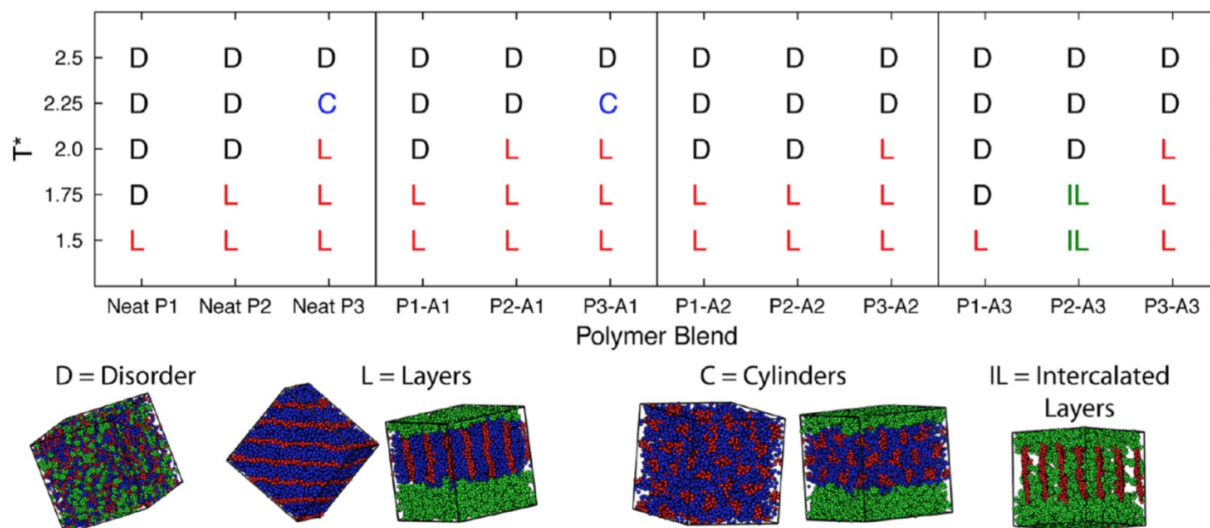 2.5 D D D D D D D D D D D D
2.25 D D C D D C D D D D D D
T*
2.0 D D L D L L D D L D D L
1.75 D L L L L L L L L D IL L
1.5 L L L L L L L L L L IL L
Neat P1 Neat P2 Neat P3 P1-A1 P2-A1 P3-A1 P1-A2 P2-A2 P3-A2 P1-A3 P2-A3 P3-A3
Polymer Blend
D = Disorder L = Layers C = Cylinders IL = Intercalated
Layers